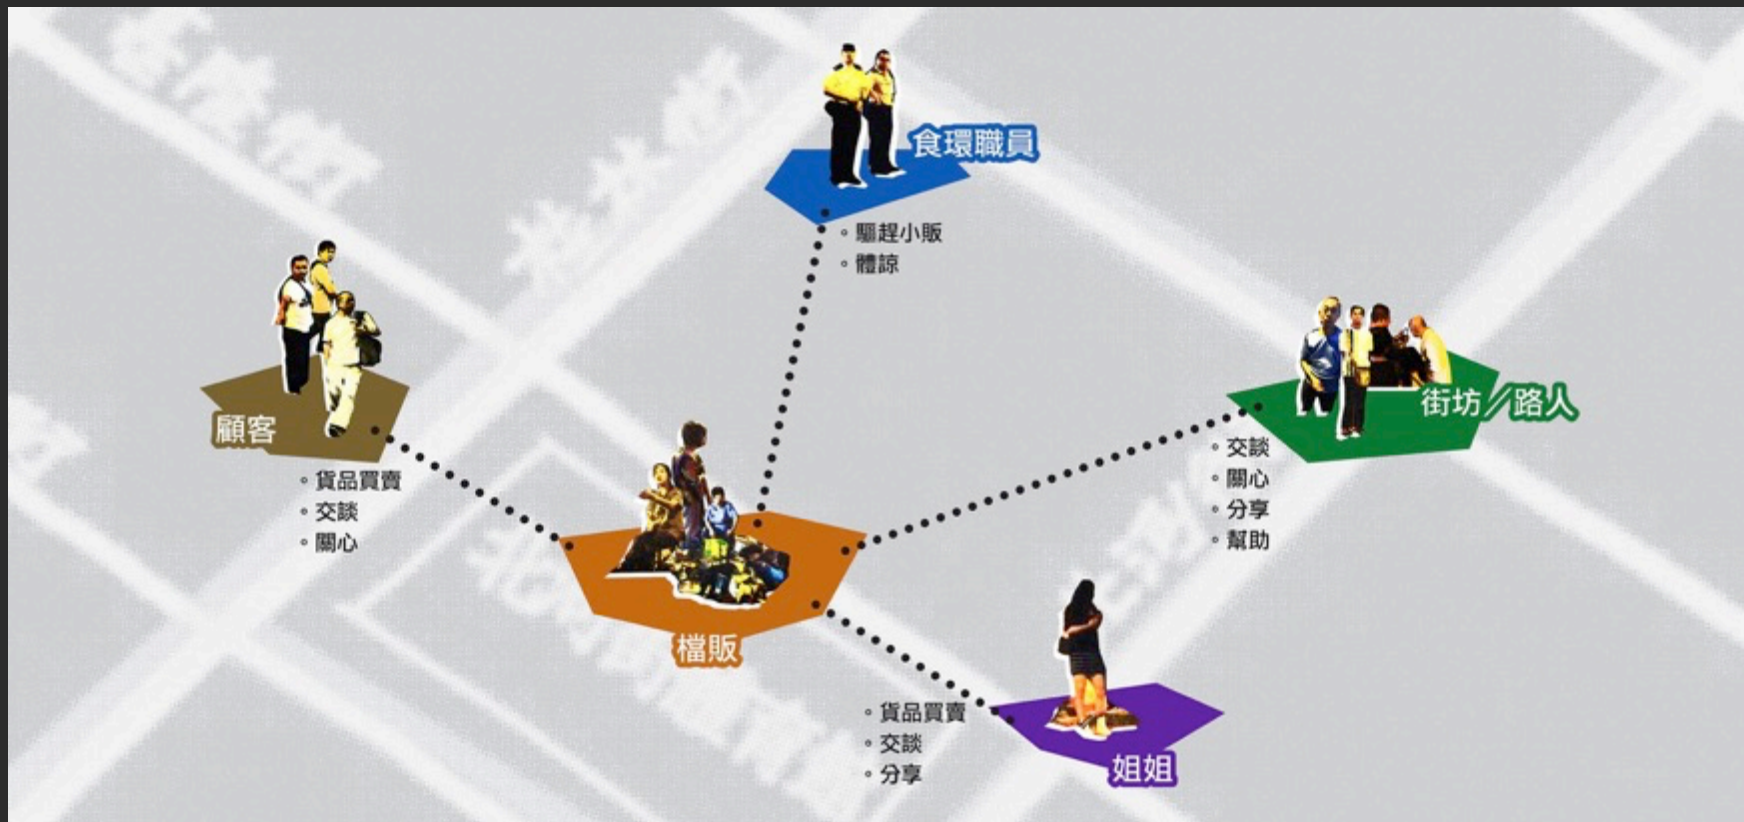 食環職員
。驅趕小販
。體諒
顧客
。貨品買賣
。交談
。關心
街坊／路人
。交談
。關心
。分享
。幫助
檔販
。貨品買賣
。交談
。分享
姐姐